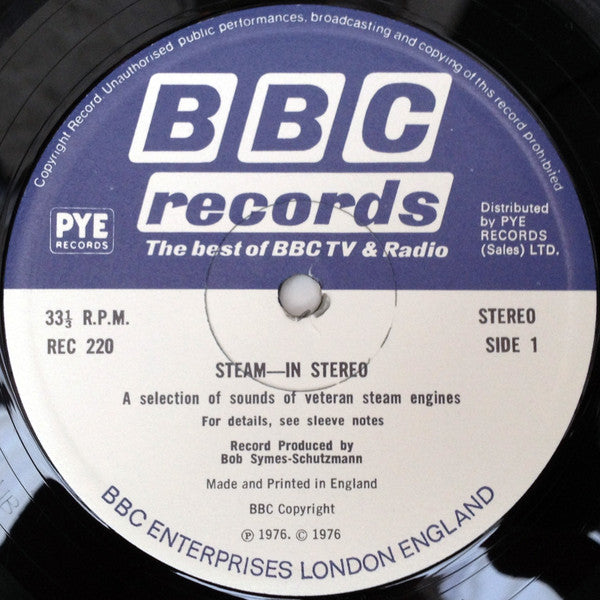 Copyright Record. Unauthorised public performances, broadcasting and copying of this record prohibited
BBC
records
The best of BBC TV & Radio
PYE
RECORDS
Distributed
by PYE
RECORDS
(Sales) LTD.
33⅓ R.P.M.
REC 220
STEREO
SIDE 1
STEAM—IN STEREO
A selection of sounds of veteran steam engines
For details, see sleeve notes
Record Produced by
Bob Symes-Schutzmann
Made and Printed in England
BBC Copyright
℗ 1976. © 1976
BBC ENTERPRISES LONDON ENGLAND